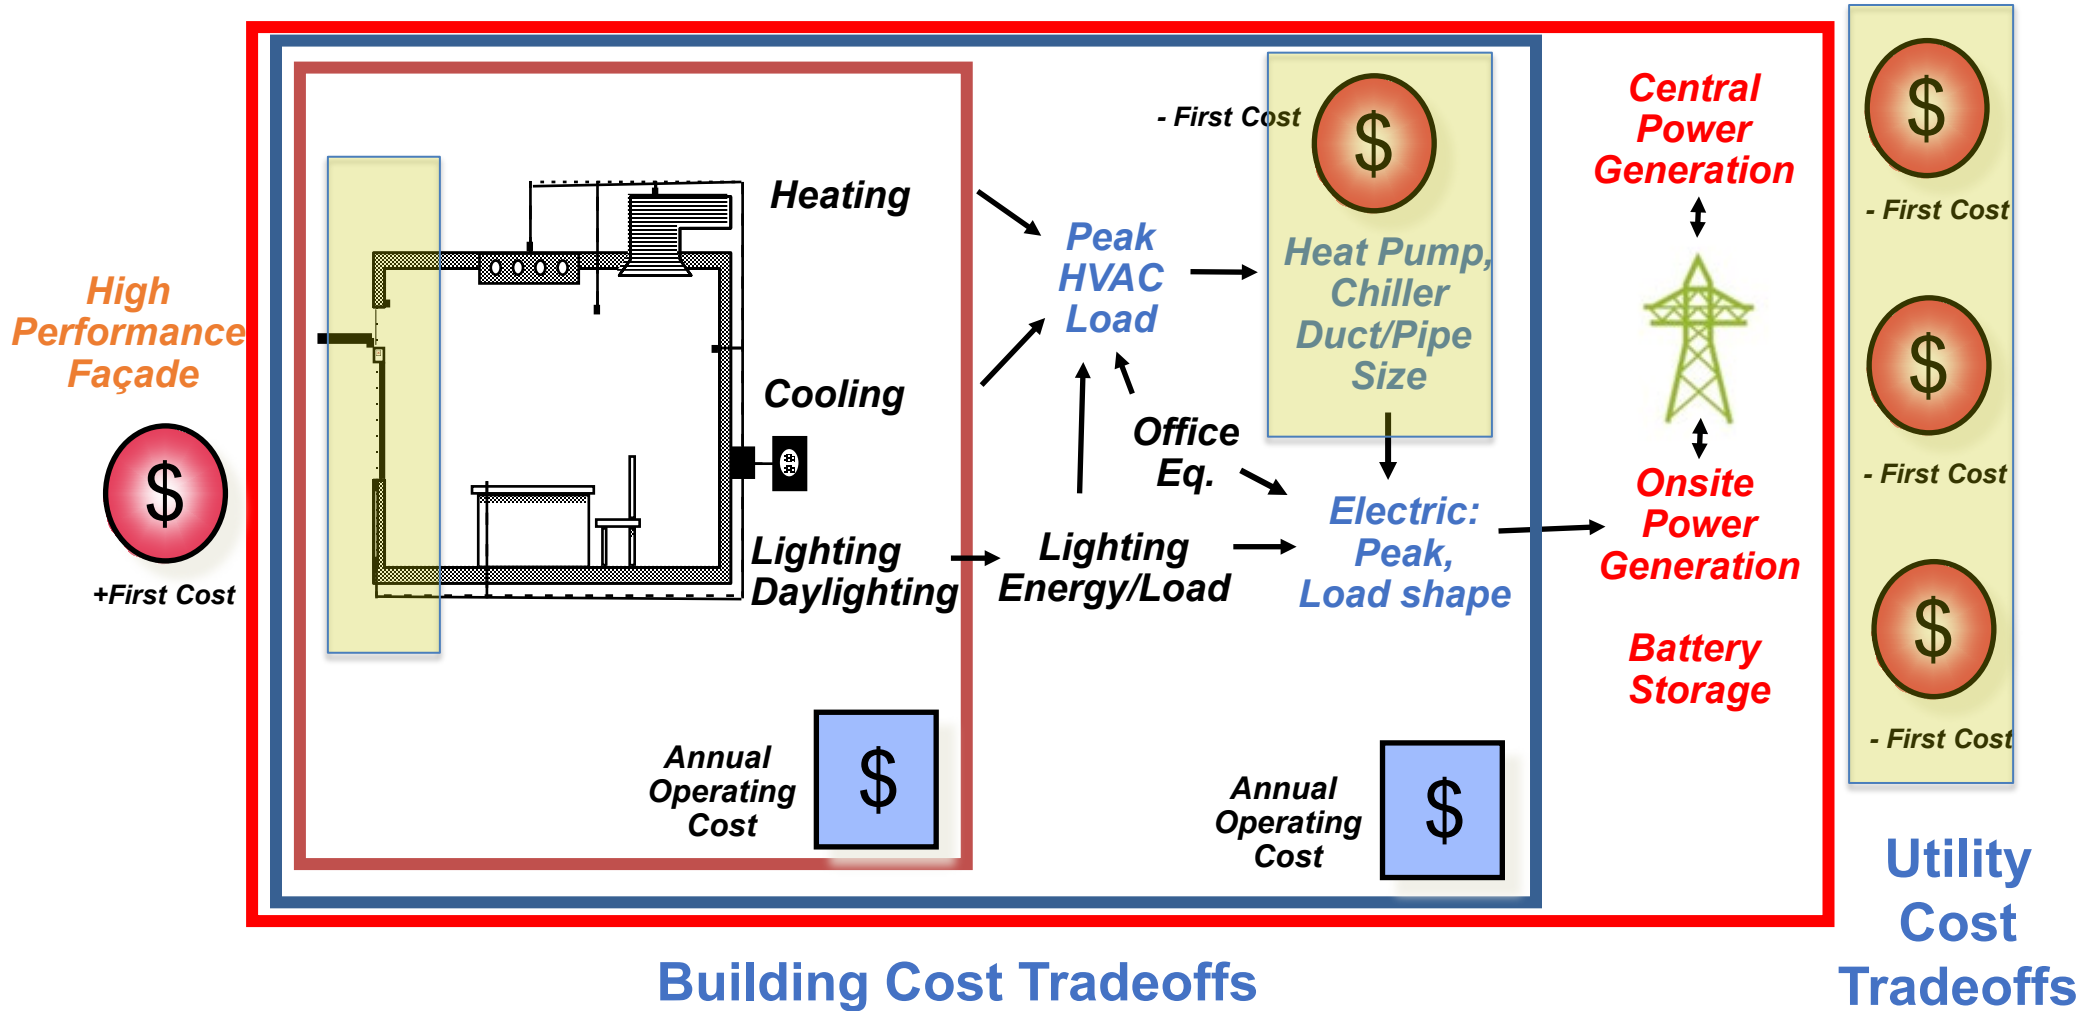 High
Performance
Façade
$
+First Cost
Heating
Cooling
Lighting
Daylighting
Annual
Operating
Cost
$
Peak
HVAC
Load
Office
Eq.
Lighting
Energy/Load
- First Cost
$
Heat Pump,
Chiller
Duct/Pipe
Size
Electric:
Peak,
Load shape
Annual
Operating
Cost
$
Central
Power
Generation
Onsite
Power
Generation
Battery
Storage
$
- First Cost
$
- First Cost
$
- First Cost
Building Cost Tradeoffs
Utility
Cost
Tradeoffs